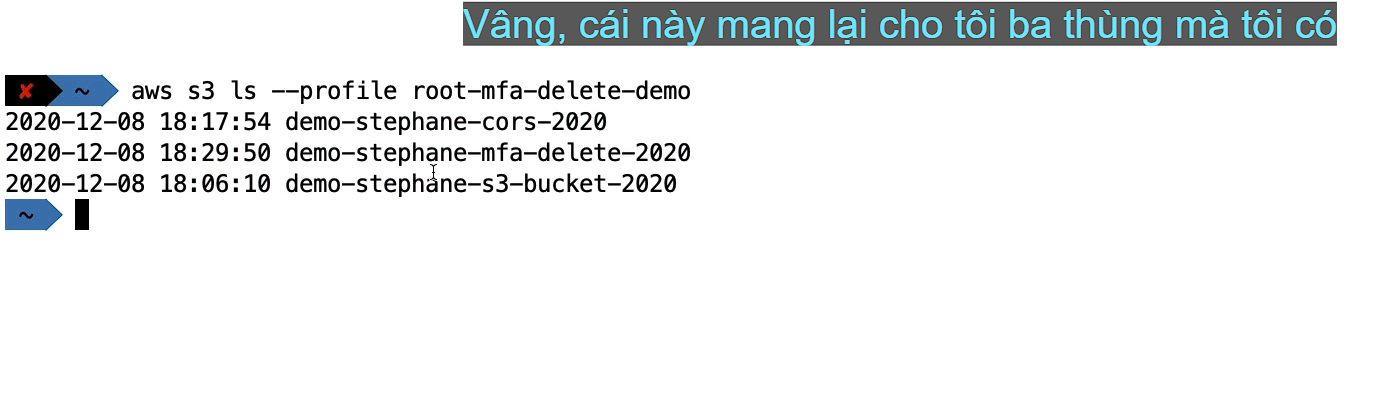 Vâng, cái này mang lại cho tôi ba thùng mà tôi có
✘ ~ aws s3 ls --profile root-mfa-delete-demo
2020-12-08 18:17:54 demo-stephane-cors-2020
2020-12-08 18:29:50 demo-stephane-mfa-delete-2020
2020-12-08 18:06:10 demo-stephane-s3-bucket-2020
~